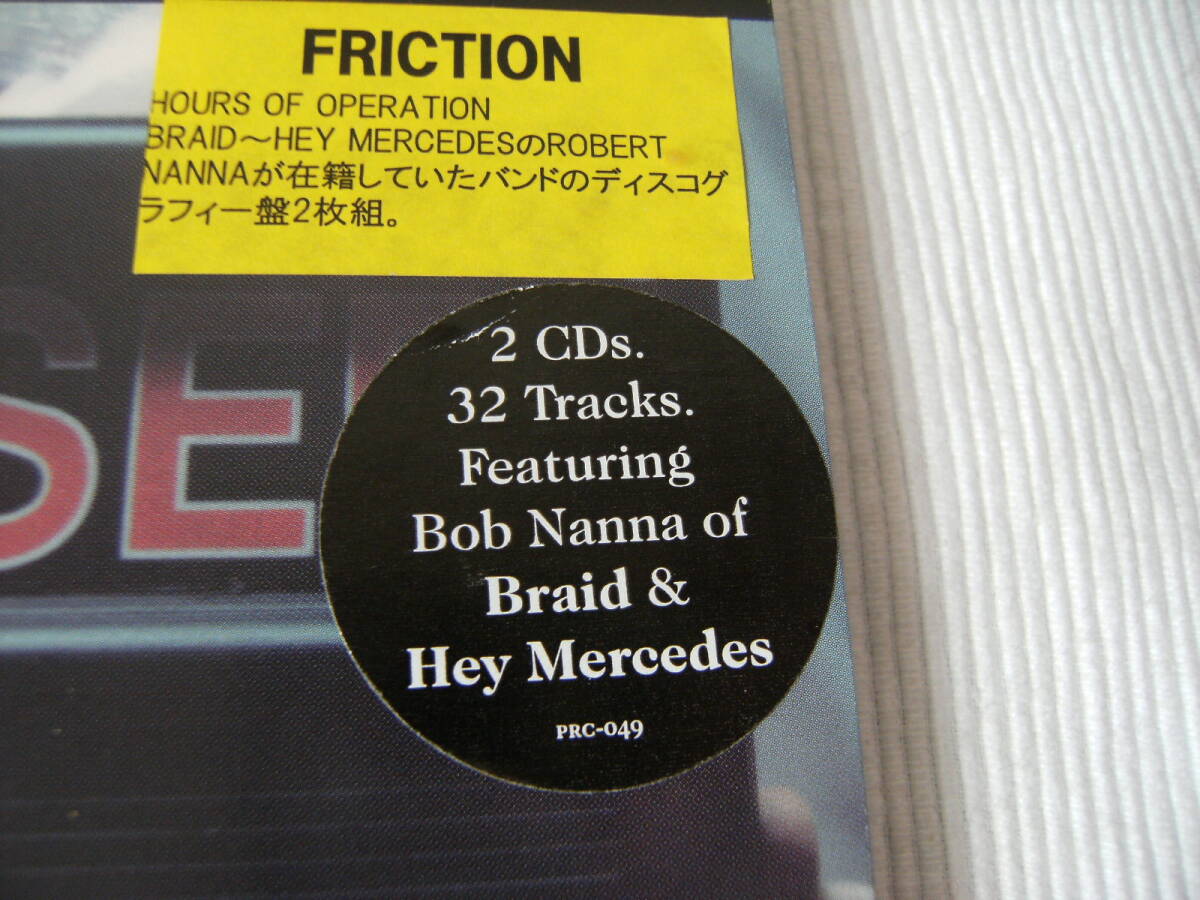 FRICTION
HOURS OF OPERATION
BRAID～HEY MERCEDESのROBERT
NANNAが在籍していたバンドのディスコグ
ラフィー盤2枚組。
SE
2 CDs.
32 Tracks.
Featuring
Bob Nanna of
Braid &
Hey Mercedes
PRC-049